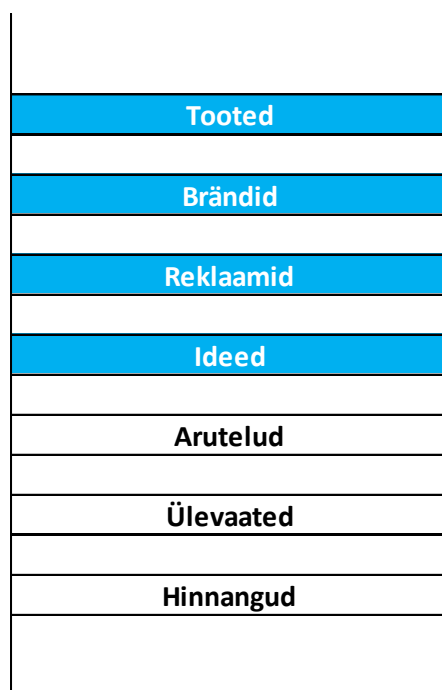 Tooted
Brändid
Reklaamid
Ideed
Arutelud
Ülevaated
Hinnangud